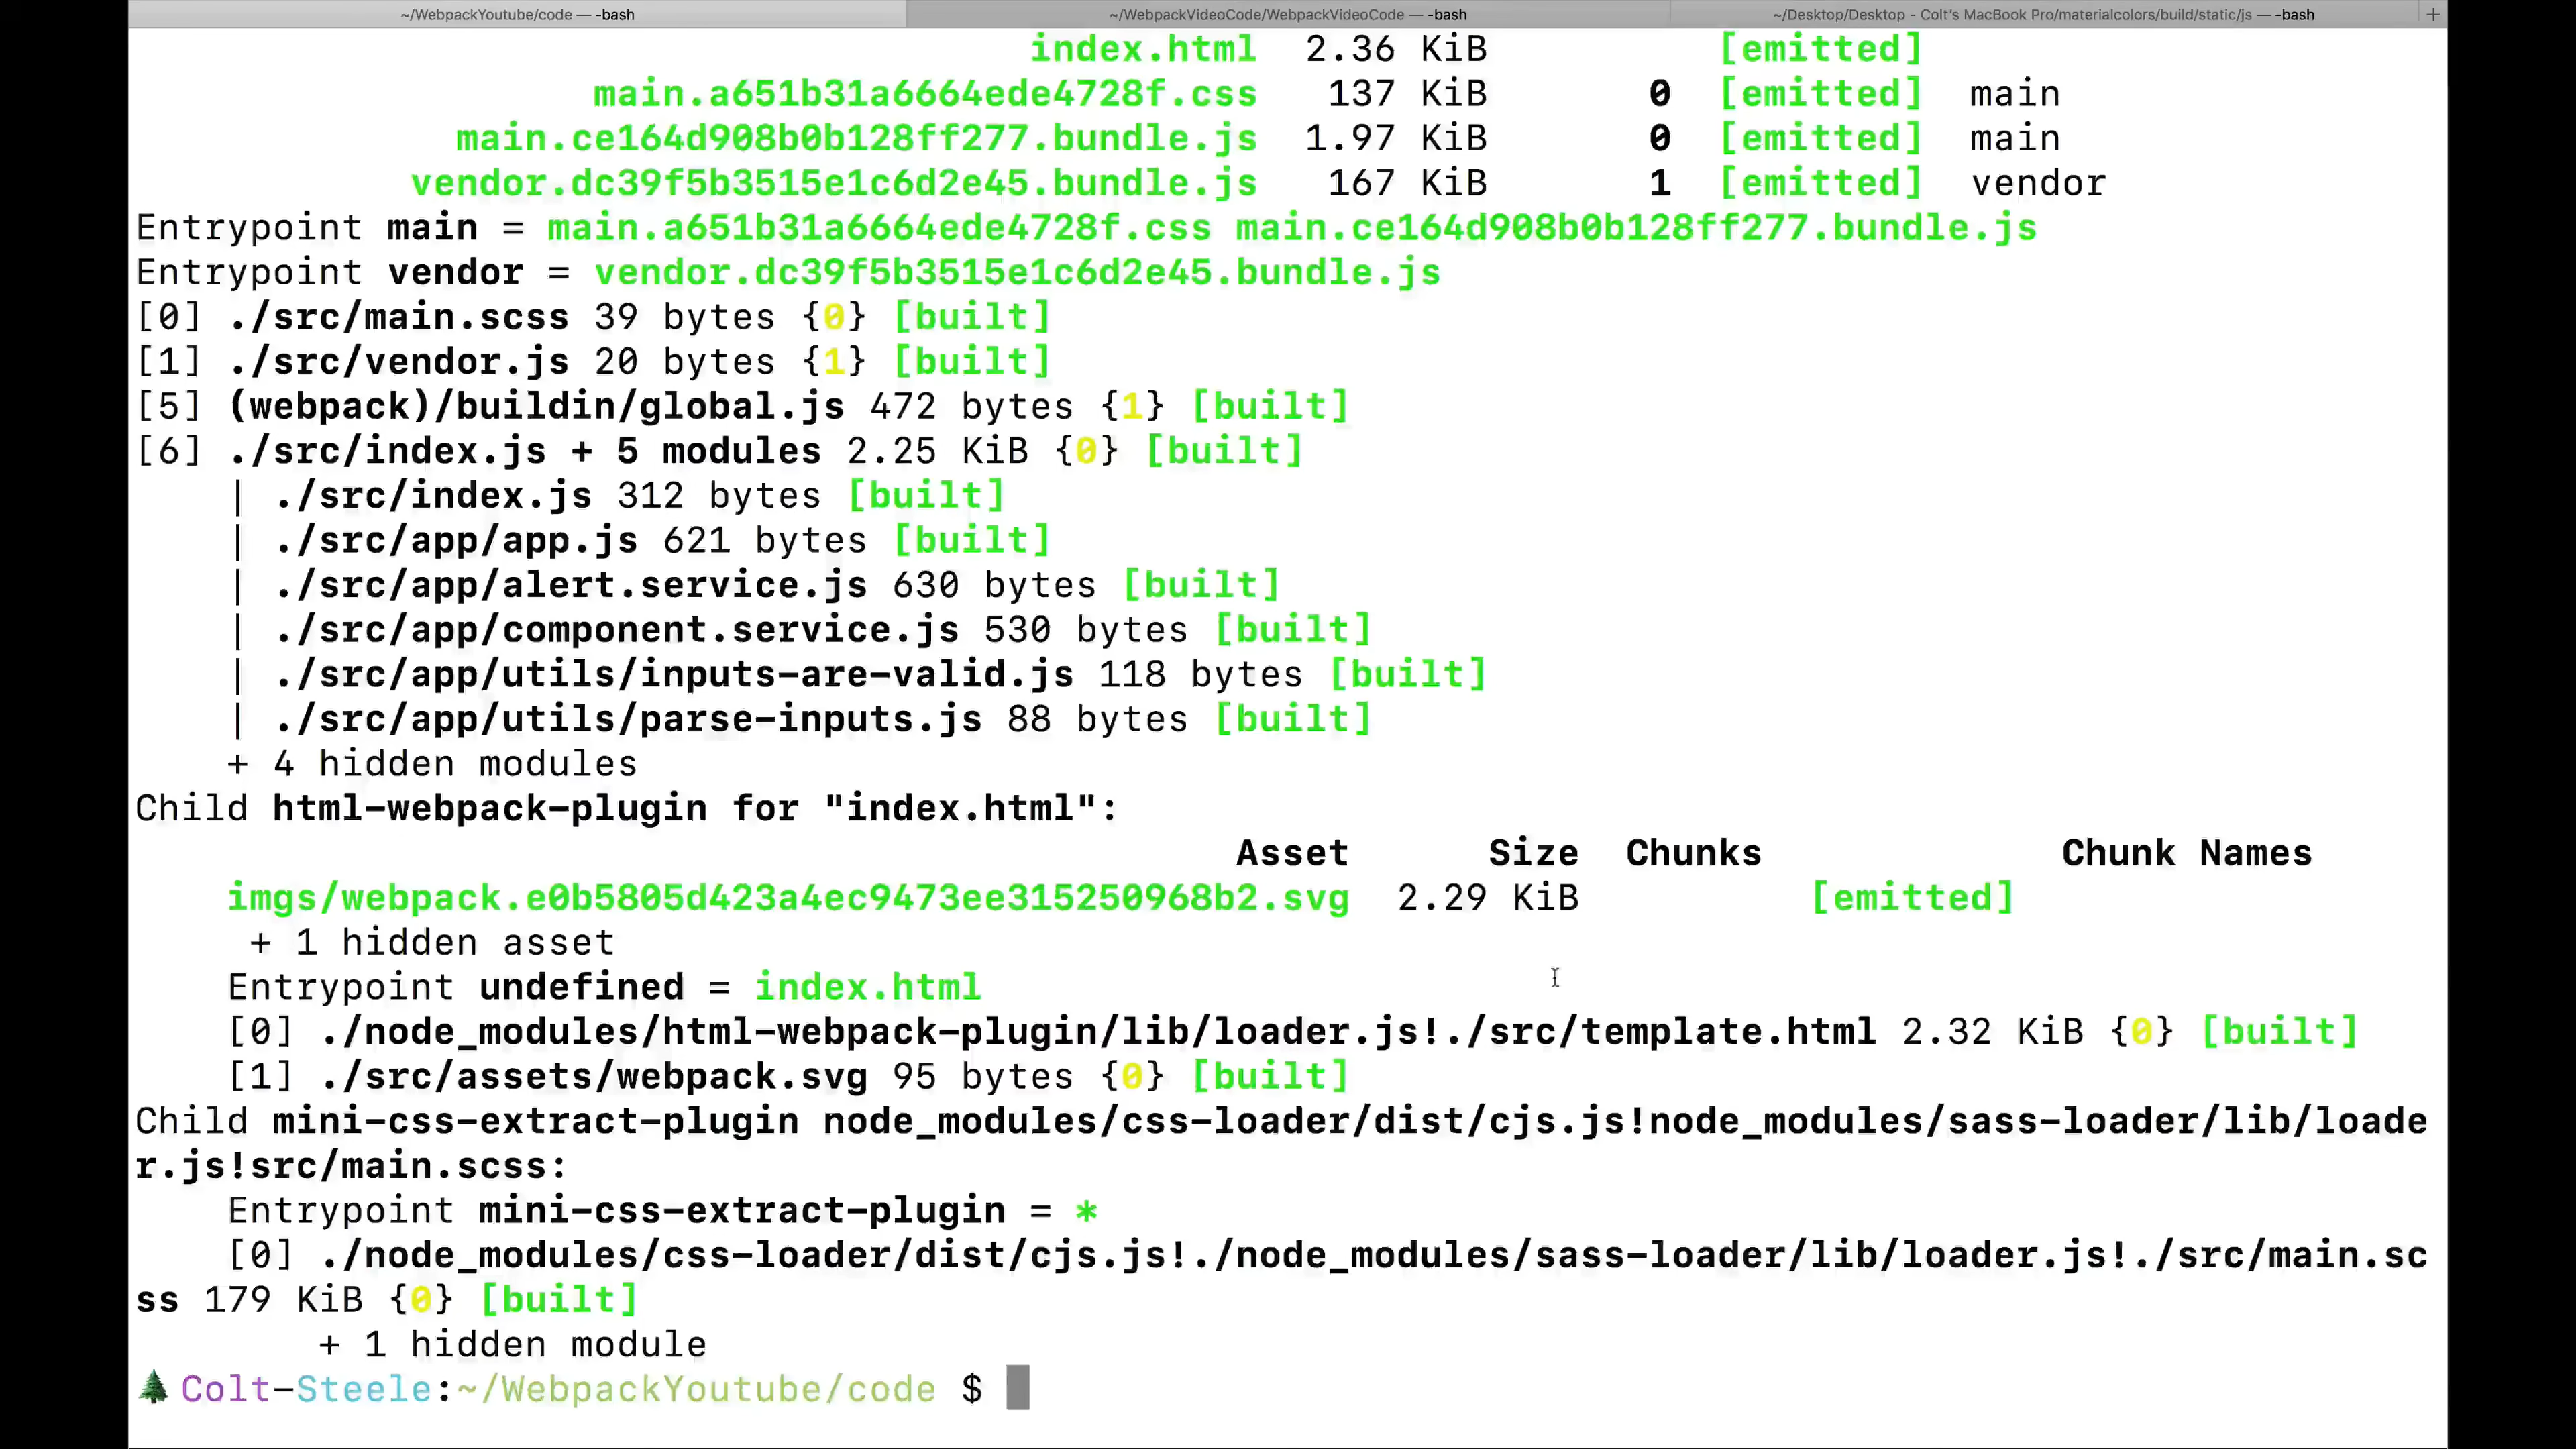 ~/WebpackYoutube/code — -bash
~/WebpackVideoCode/WebpackVideoCode — -bash
~/Desktop/Desktop - Colt's MacBook Pro/materialcolors/build/static/js — -bash
index.html 2.36 KiB [emitted]
main.a651b31a6664ede4728f.css 137 KiB 0 [emitted] main
main.ce164d908b0b128ff277.bundle.js 1.97 KiB 0 [emitted] main
vendor.dc39f5b3515e1c6d2e45.bundle.js 167 KiB 1 [emitted] vendor
Entrypoint main = main.a651b31a6664ede4728f.css main.ce164d908b0b128ff277.bundle.js
Entrypoint vendor = vendor.dc39f5b3515e1c6d2e45.bundle.js
[0] ./src/main.scss 39 bytes {0} [built]
[1] ./src/vendor.js 20 bytes {1} [built]
[5] (webpack)/buildin/global.js 472 bytes {1} [built]
[6] ./src/index.js + 5 modules 2.25 KiB {0} [built]
| ./src/index.js 312 bytes [built]
| ./src/app/app.js 621 bytes [built]
| ./src/app/alert.service.js 630 bytes [built]
| ./src/app/component.service.js 530 bytes [built]
| ./src/app/utils/inputs-are-valid.js 118 bytes [built]
| ./src/app/utils/parse-inputs.js 88 bytes [built]
+ 4 hidden modules
Child html-webpack-plugin for "index.html":
Asset Size Chunks Chunk Names
imgs/webpack.e0b5805d423a4ec9473ee315250968b2.svg 2.29 KiB [emitted]
+ 1 hidden asset
Entrypoint undefined = index.html
[0] ./node_modules/html-webpack-plugin/lib/loader.js!./src/template.html 2.32 KiB {0} [built]
[1] ./src/assets/webpack.svg 95 bytes {0} [built]
Child mini-css-extract-plugin node_modules/css-loader/dist/cjs.js!node_modules/sass-loader/lib/loade
r.js!src/main.scss:
Entrypoint mini-css-extract-plugin = *
[0] ./node_modules/css-loader/dist/cjs.js!./node_modules/sass-loader/lib/loader.js!./src/main.sc
ss 179 KiB {0} [built]
+ 1 hidden module
Colt-Steele:~/WebpackYoutube/code $